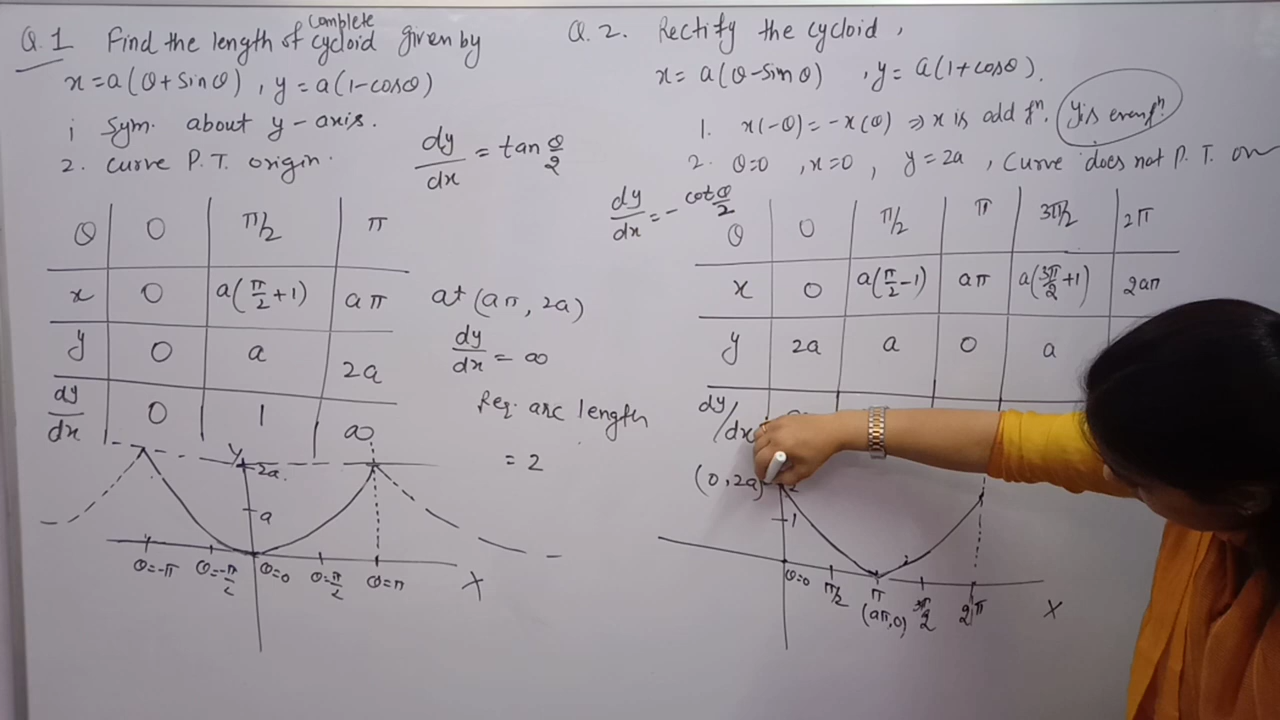 Q.1 Find the length of complete cycloid given by
x = a(θ + sinθ) , y = a(1-cosθ)
i Sym. about y-axis.
2. Curve P.T. origin.
dy/dx = tan θ/2
θ 0 π/2 π
x 0 a(π/2 + 1) aπ
y 0 a 2a
dy/dx 0 1 ∞
at (aπ, 2a)
dy/dx = ∞
Req. arc length
= 2
Y
2a
a
θ=-π θ=-π/2 θ=0 θ=π/2 θ=π X
Q.2. Rectify the cycloid,
x = a(θ-Sinθ) , y = a(1+cosθ).
1. x(-θ) = -x(θ) ⇒ x is odd fⁿ. y is even fⁿ.
2. θ=0 , x=0 , y = 2a , Curve does not P.T. on
dy/dx = -cot θ/2
θ 0 π/2 π 3π/2 2π
x 0 a(π/2 -1) aπ a(3π/2 +1) 2aπ
y 2a a 0 a
dy/dx
(0, 2a) 2
1
θ=0 π/2 π 3π/2 2π X
(aπ, 0)